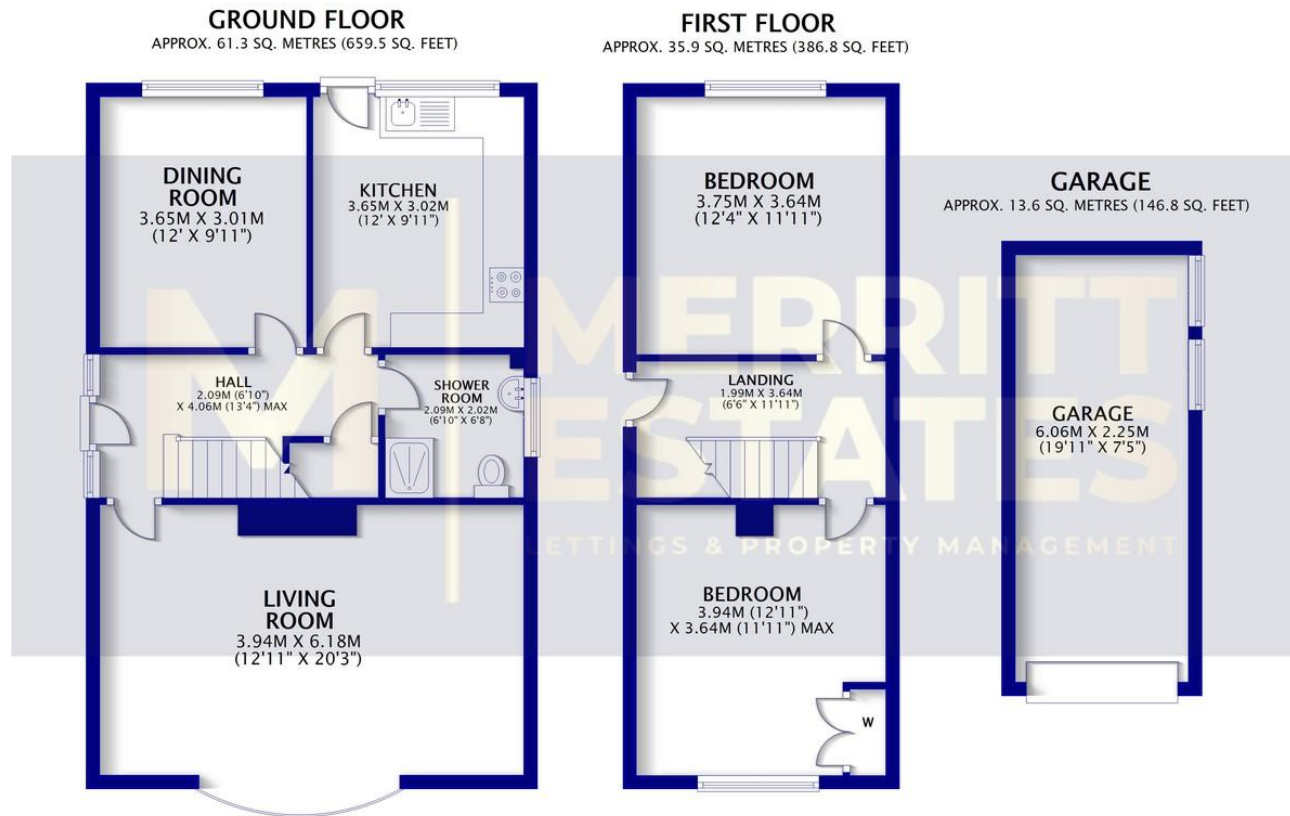 GROUND FLOOR
APPROX. 61.3 SQ. METRES (659.5 SQ. FEET)
DINING
ROOM
3.65M X 3.01M
(12' X 9'11")
KITCHEN
3.65M X 3.02M
(12' X 9'11")
HALL
2.09M (6'10")
X 4.06M (13'4") MAX
SHOWER
ROOM
2.09M X 2.02M
(6'10" X 6'8")
LIVING
ROOM
3.94M X 6.18M
(12'11" X 20'3")
FIRST FLOOR
APPROX. 35.9 SQ. METRES (386.8 SQ. FEET)
BEDROOM
3.75M X 3.64M
(12'4" X 11'11")
LANDING
1.99M X 3.64M
(6'6" X 11'11")
BEDROOM
3.94M (12'11")
X 3.64M (11'11") MAX
W
GARAGE
APPROX. 13.6 SQ. METRES (146.8 SQ. FEET)
GARAGE
6.06M X 2.25M
(19'11" X 7'5")
M
MERRITT
ESTATES
LETTINGS & PROPERTY MANAGEMENT